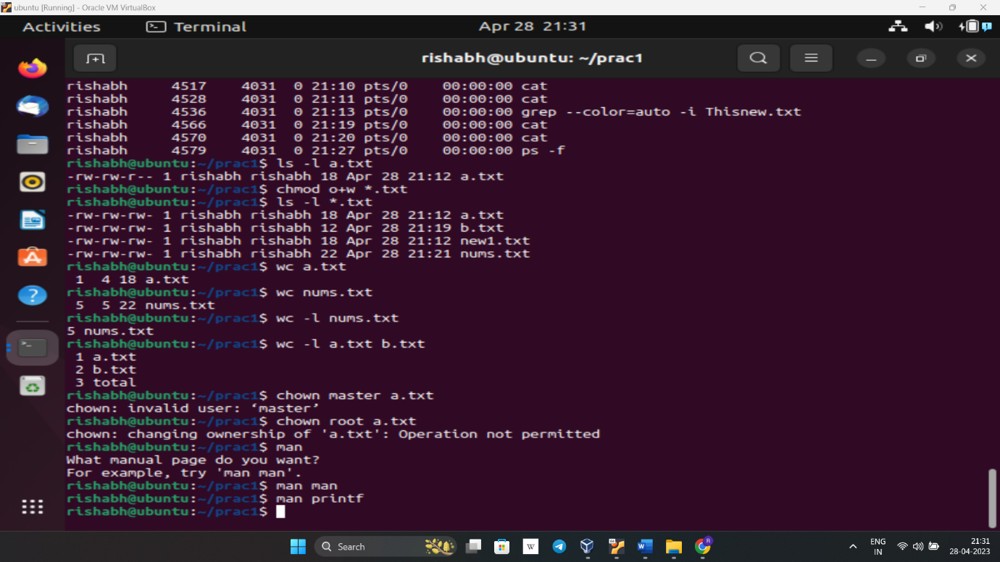 ubuntu [Running] - Oracle VM VirtualBox
Activities Terminal Apr 28 21:31
rishabh@ubuntu: ~/prac1
rishabh 4517 4031 0 21:10 pts/0 00:00:00 cat
rishabh 4528 4031 0 21:11 pts/0 00:00:00 cat
rishabh 4536 4031 0 21:13 pts/0 00:00:00 grep --color=auto -i Thisnew.txt
rishabh 4566 4031 0 21:19 pts/0 00:00:00 cat
rishabh 4570 4031 0 21:20 pts/0 00:00:00 cat
rishabh 4579 4031 0 21:27 pts/0 00:00:00 ps -f
rishabh@ubuntu:~/prac1$ ls -l a.txt
-rw-rw-r-- 1 rishabh rishabh 18 Apr 28 21:12 a.txt
rishabh@ubuntu:~/prac1$ chmod o+w *.txt
rishabh@ubuntu:~/prac1$ ls -l *.txt
-rw-rw-rw- 1 rishabh rishabh 18 Apr 28 21:12 a.txt
-rw-rw-rw- 1 rishabh rishabh 12 Apr 28 21:19 b.txt
-rw-rw-rw- 1 rishabh rishabh 18 Apr 28 21:12 new1.txt
-rw-rw-rw- 1 rishabh rishabh 22 Apr 28 21:21 nums.txt
rishabh@ubuntu:~/prac1$ wc a.txt
1 4 18 a.txt
rishabh@ubuntu:~/prac1$ wc nums.txt
5 5 22 nums.txt
rishabh@ubuntu:~/prac1$ wc -l nums.txt
5 nums.txt
rishabh@ubuntu:~/prac1$ wc -l a.txt b.txt
1 a.txt
2 b.txt
3 total
rishabh@ubuntu:~/prac1$ chown master a.txt
chown: invalid user: ‘master’
rishabh@ubuntu:~/prac1$ chown root a.txt
chown: changing ownership of 'a.txt': Operation not permitted
rishabh@ubuntu:~/prac1$ man
What manual page do you want?
For example, try 'man man'.
rishabh@ubuntu:~/prac1$ man man
rishabh@ubuntu:~/prac1$ man printf
rishabh@ubuntu:~/prac1$
Search W W R ENG 21:31
IN 28-04-2023